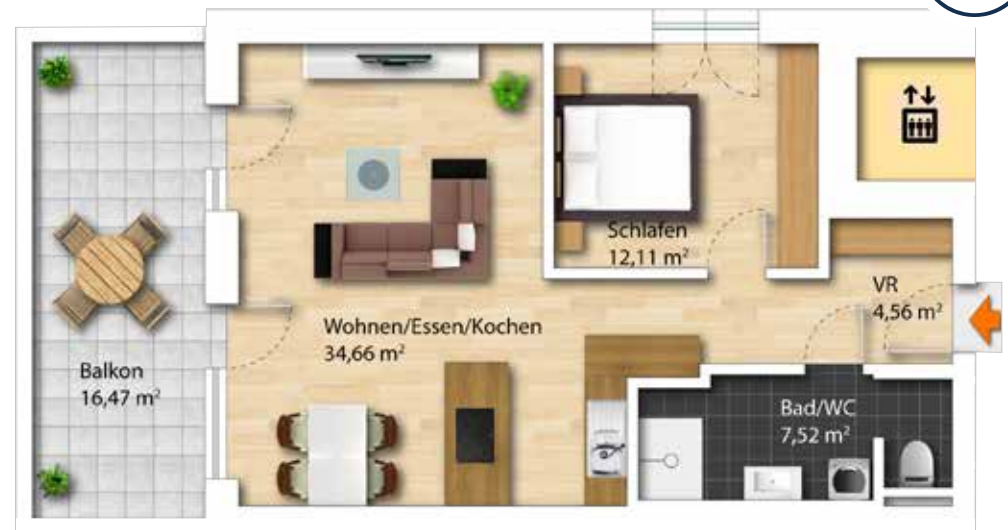 Schlafen
12,11 m²
VR
4,56 m²
Wohnen/Essen/Kochen
34,66 m²
Balkon
16,47 m²
Bad/WC
7,52 m²